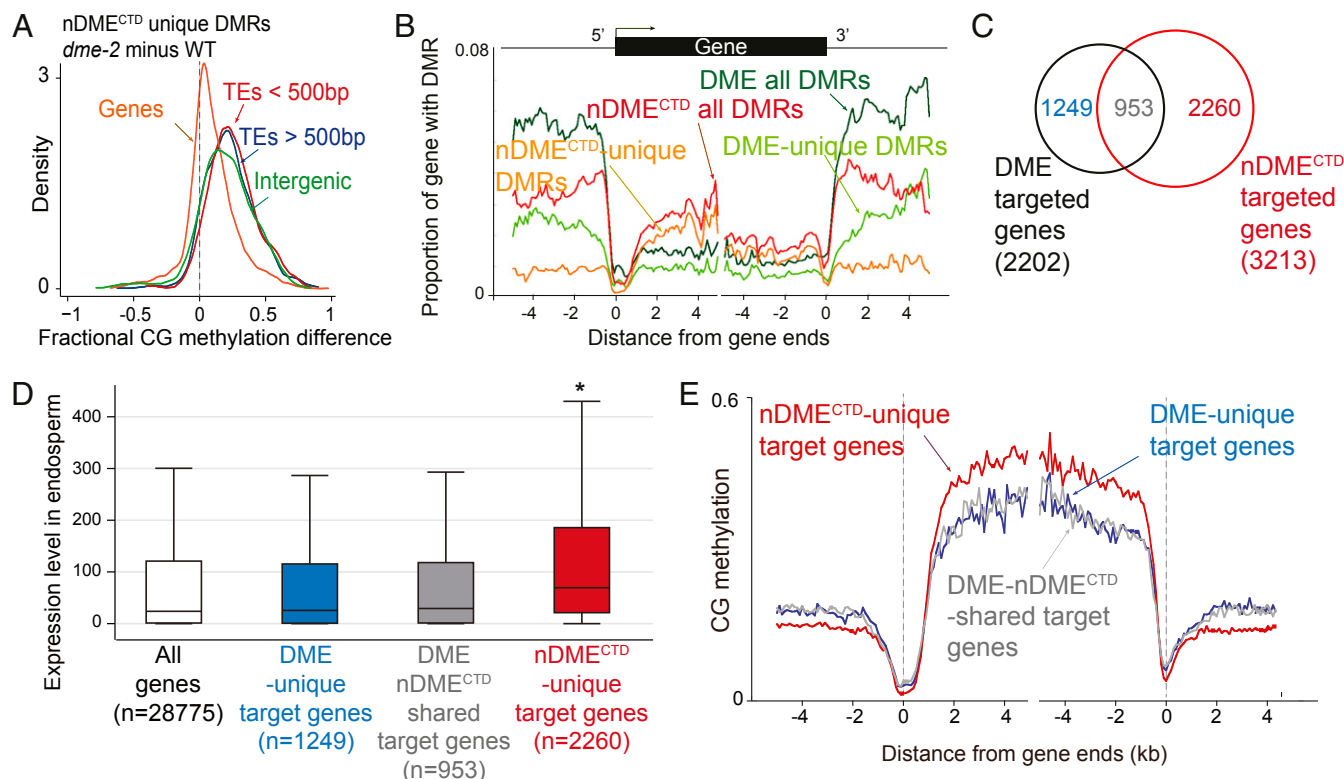 A
nDME^CTD unique DMRs
dme-2 minus WT
3
Density
0
Genes
TEs < 500bp
TEs > 500bp
Intergenic
−1 -0.5 0 0.5 1
Fractional CG methylation difference
B
5’ Gene 3’
0.08
Proportion of gene with DMR
0
DME all DMRs
nDME^CTD all DMRs
nDME^CTD-unique
DMRs
DME-unique DMRs
-4 -2 0 2 4 -4 -2 0 2 4
Distance from gene ends
C
1249 953 2260
DME
targeted
genes
(2202)
nDME^CTD
targeted
genes
(3213)
D
Expression level in endosperm
400
300
200
100
0
*
All
genes
(n=28775)
DME
-unique
target genes
(n=1249)
DME
nDME^CTD
shared
target genes
(n=953)
nDME^CTD
-unique
target genes
(n=2260)
E
0.6
CG methylation
0
nDME^CTD-unique
target genes
DME-unique
target genes
DME-nDME^CTD
-shared target
genes
-4 -2 0 2 4 -4 -2 0 2 4
Distance from gene ends (kb)